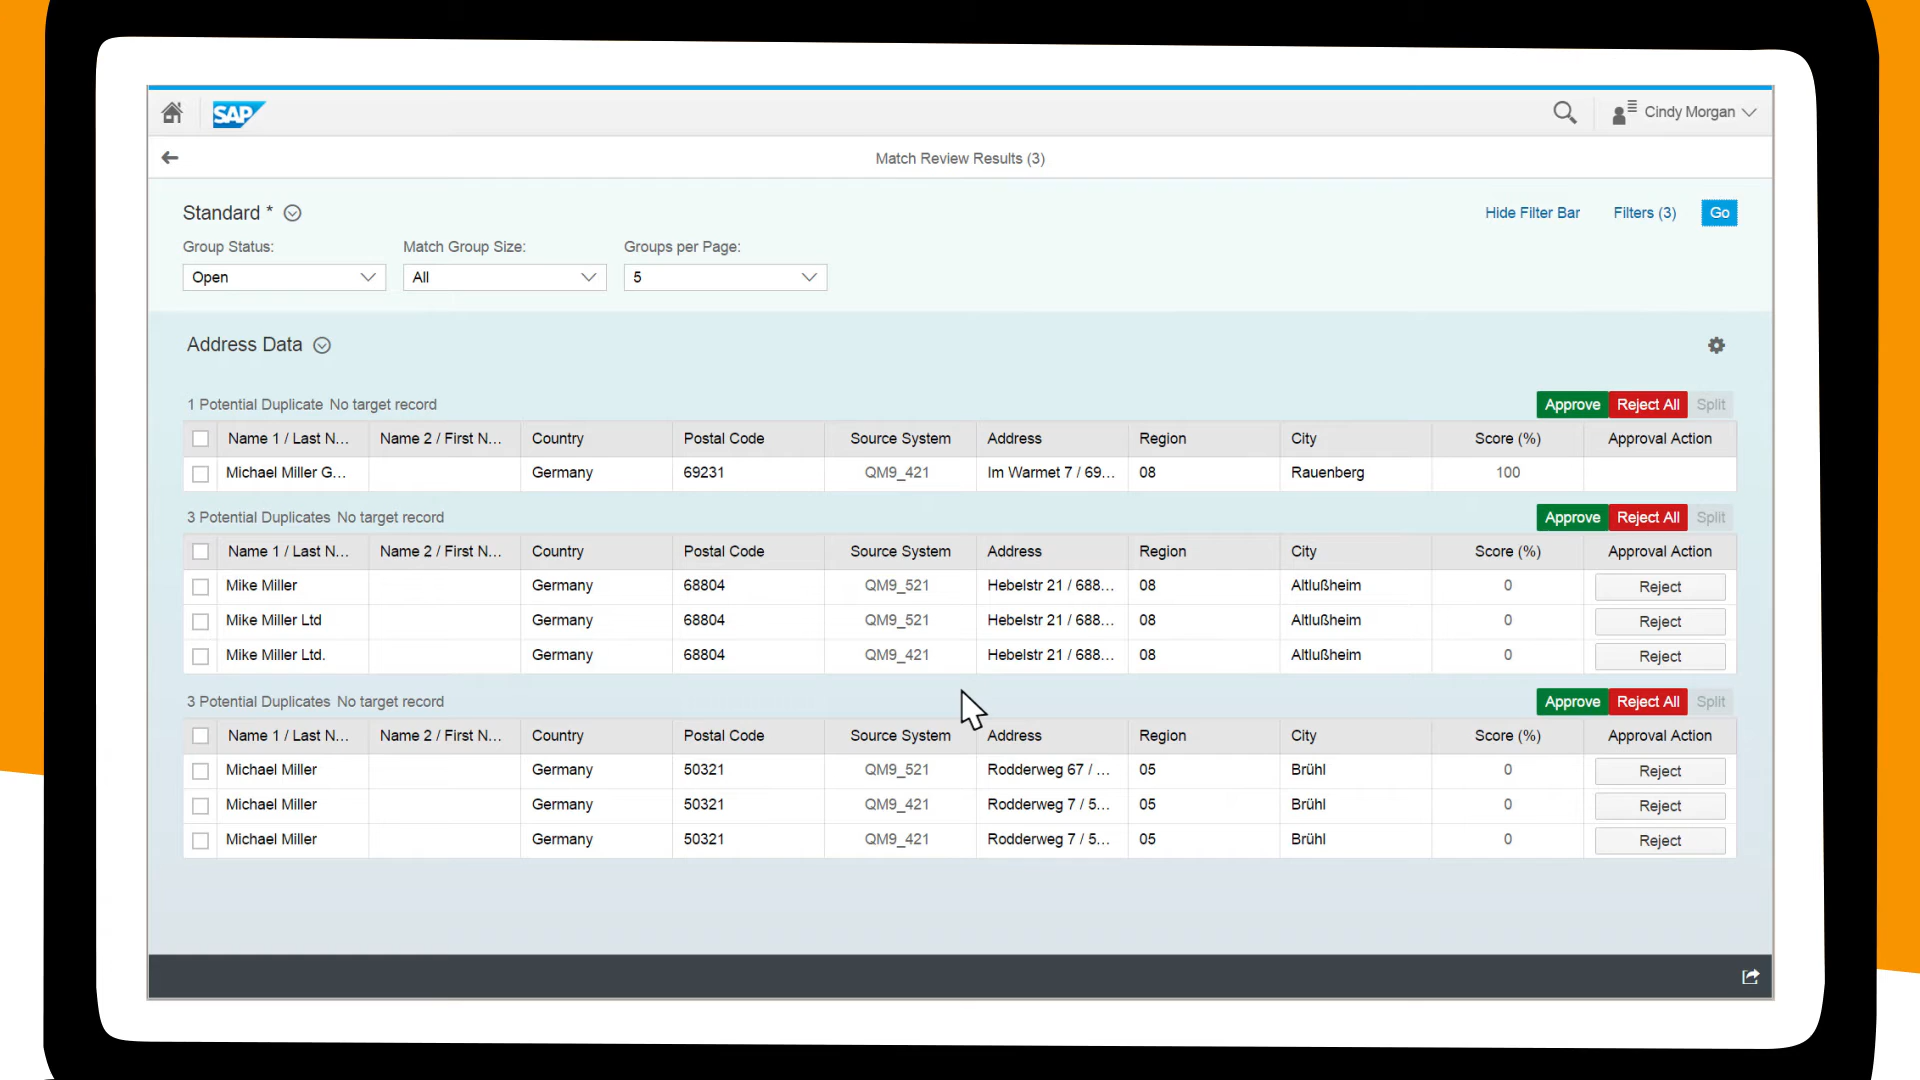 SAP Cindy Morgan
Match Review Results (3)
Standard * Hide Filter Bar Filters (3) Go
Group Status: Match Group Size: Groups per Page:
Open All 5
Address Data
1 Potential Duplicate No target record Approve Reject All Split
Name 1 / Last N... Name 2 / First N... Country Postal Code Source System Address Region City Score (%) Approval Action
Michael Miller G... Germany 69231 QM9_421 Im Warmet 7 / 69... 08 Rauenberg 100
3 Potential Duplicates No target record Approve Reject All Split
Name 1 / Last N... Name 2 / First N... Country Postal Code Source System Address Region City Score (%) Approval Action
Mike Miller Germany 68804 QM9_521 Hebelstr 21 / 688... 08 Altlußheim 0 Reject
Mike Miller Ltd Germany 68804 QM9_521 Hebelstr 21 / 688... 08 Altlußheim 0 Reject
Mike Miller Ltd. Germany 68804 QM9_421 Hebelstr 21 / 688... 08 Altlußheim 0 Reject
3 Potential Duplicates No target record Approve Reject All Split
Name 1 / Last N... Name 2 / First N... Country Postal Code Source System Address Region City Score (%) Approval Action
Michael Miller Germany 50321 QM9_521 Rodderweg 67 / ... 05 Brühl 0 Reject
Michael Miller Germany 50321 QM9_421 Rodderweg 7 / 5... 05 Brühl 0 Reject
Michael Miller Germany 50321 QM9_421 Rodderweg 7 / 5... 05 Brühl 0 Reject